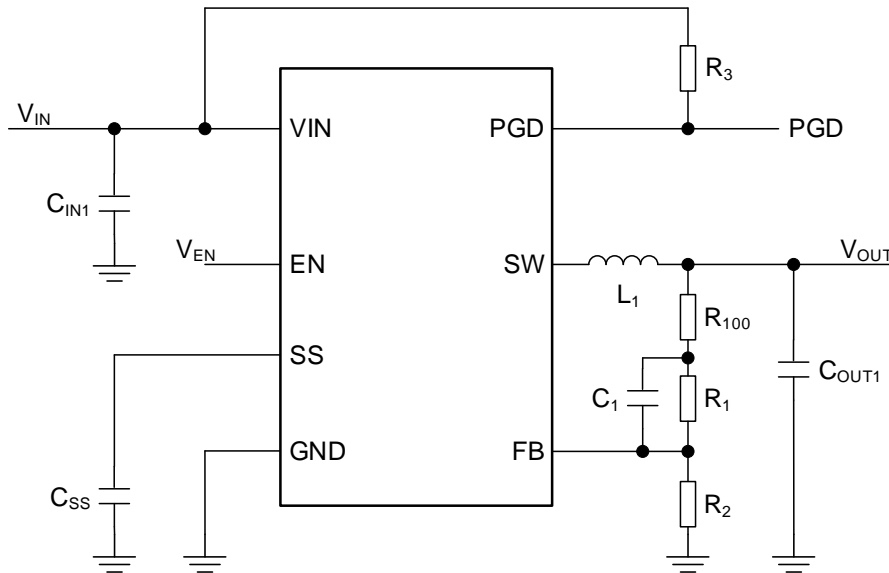 R3
VIN
VIN
PGD
PGD
CIN1
VEN
EN
SW
VOUT
L1
R100
SS
C1
R1
COUT1
GND
FB
CSS
R2